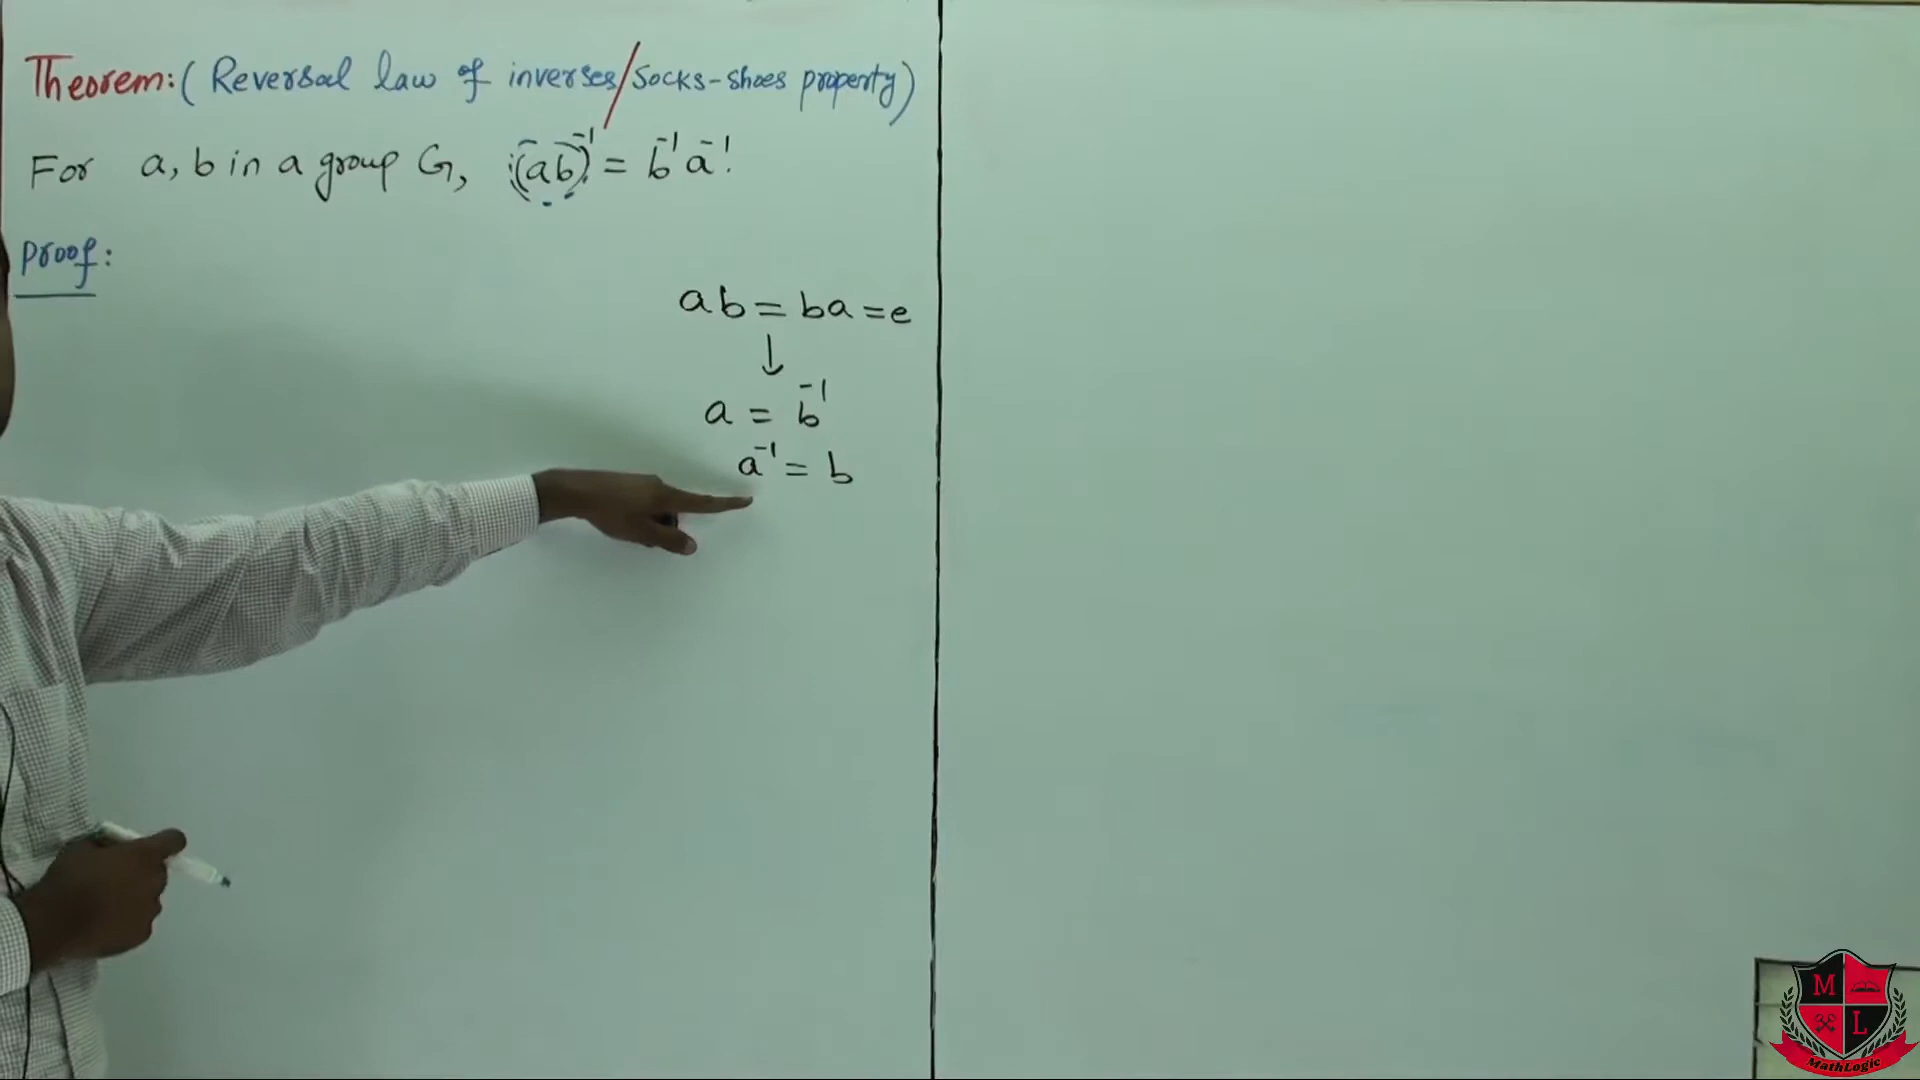 Theorem: ( Reversal law of inverses/socks-shoes property)
For a, b in a group G, (ab)⁻¹ = b⁻¹ a⁻¹.
Proof:
ab = ba = e
↓
a = b⁻¹
a⁻¹ = b
M
L
MathLogic